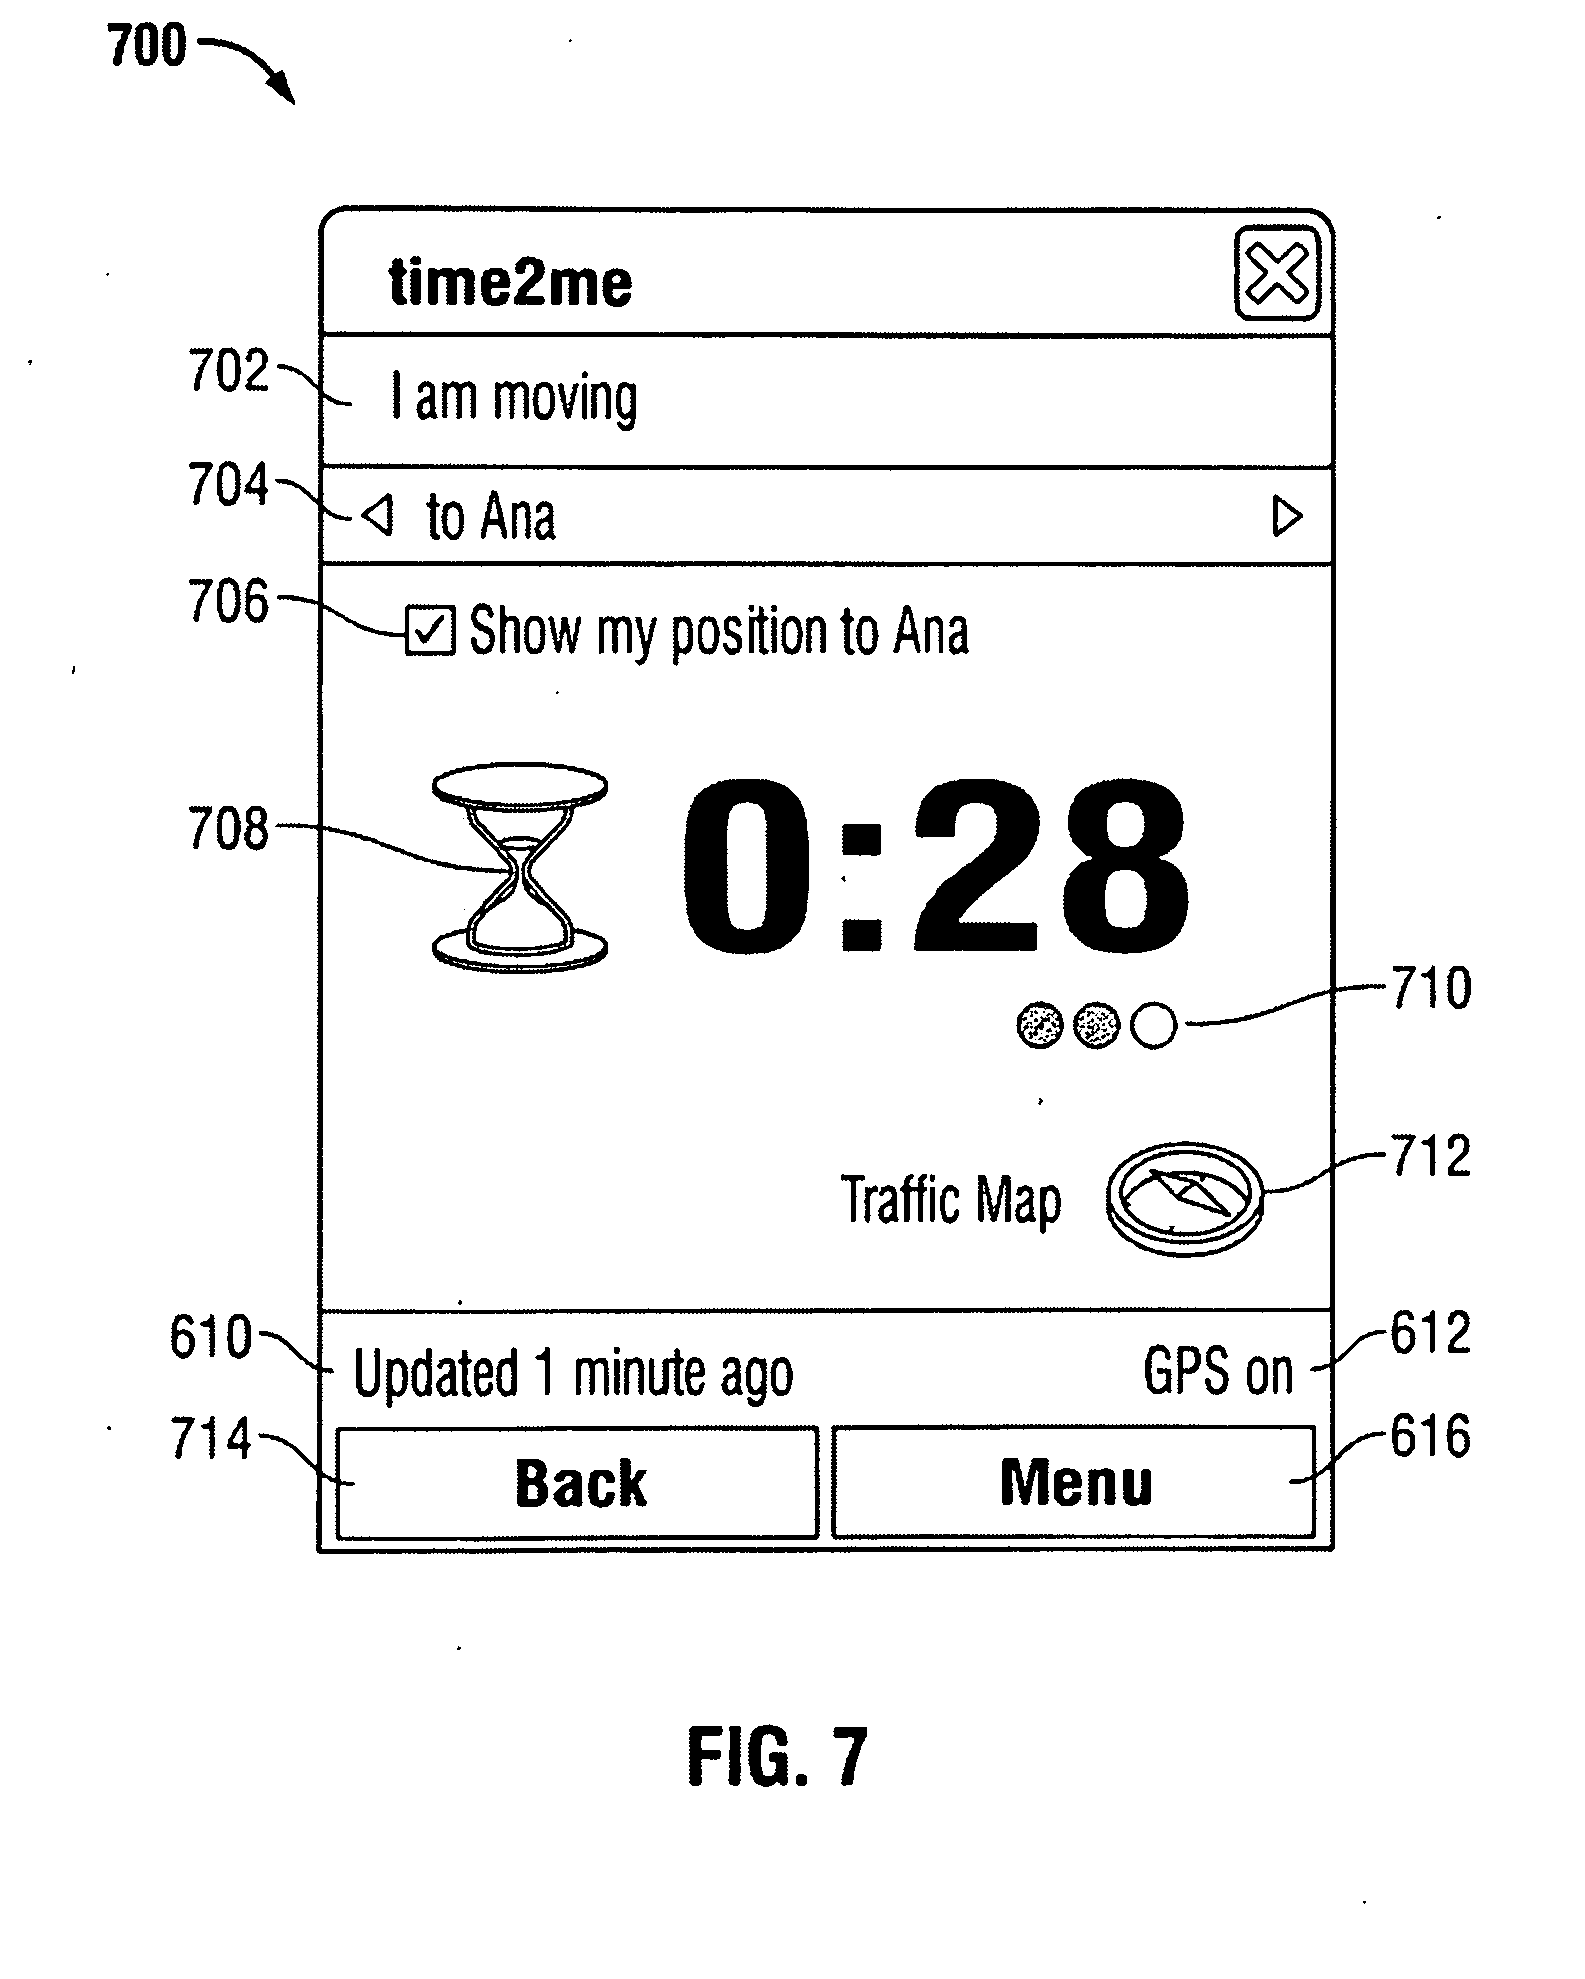 700
time2me
702
I am moving
704
to Ana
706
Show my position to Ana
708
0:28
710
712
Traffic Map
610
Updated 1 minute ago
GPS on
612
714
Back
Menu
616
FIG. 7